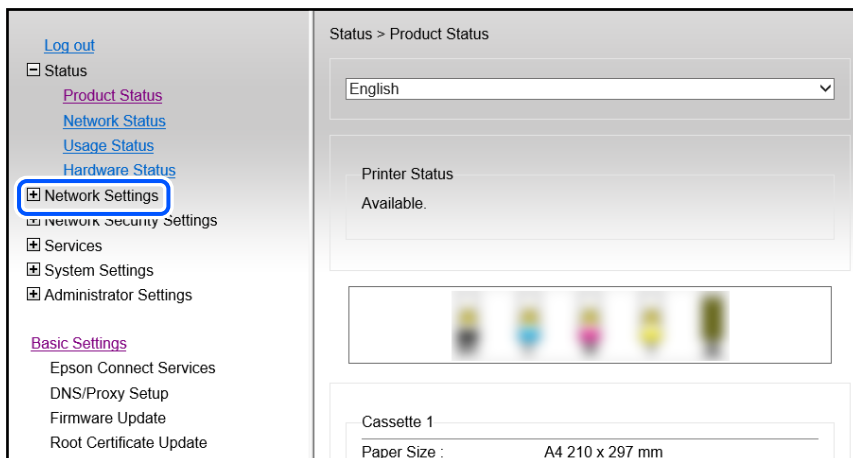 Log out
Status
Product Status
Network Status
Usage Status
Hardware Status
Network Settings
Network Security Settings
Services
System Settings
Administrator Settings
Basic Settings
Epson Connect Services
DNS/Proxy Setup
Firmware Update
Root Certificate Update
Status > Product Status
English
Printer Status
Available.
Cassette 1
Paper Size : A4 210 x 297 mm